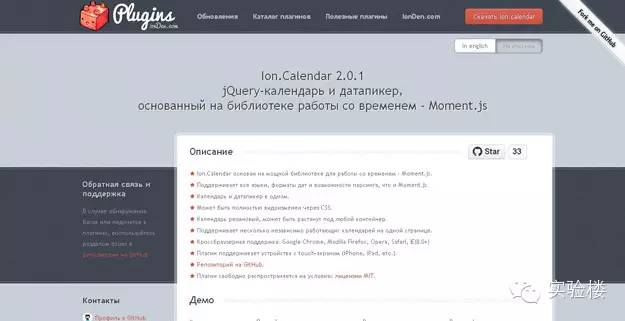 Plugins
IonDen.com
Обновления
Каталог плагинов
Полезные плагины
IonDen.com
Скачать Ion.calendar
Fork me on GitHub
In english
Ion.Calendar 2.0.1
jQuery-календарь и датапикер,
основанный на библиотеке работы со временем - Moment.js
Описание
Star
33
Ion.Calendar основан на мощной библиотеке для работы со временем - Moment.js.
Поддерживает все языки, форматы дат и возможности парсинга, что и Moment.js
Календарь и датапикер в одном.
Может быть полностью видоизменен через CSS.
Календарь резиновый, может быть растянут под любой контейнер.
Поддерживает несколько независимо работающих календарей на одной странице.
Кроссбраузерная поддержка: Google Chrome, Mozilla Firefox, Opera, Safari, IE(8.0+)
Плагин поддерживает устройства с touch-экраном (iPhone, iPad, etc.).
Репозиторий на GitHub.
Плагин свободно распространяется на условиях лицензии MIT.
Обратная связь и
поддержка
В случае обнаружения
багов или недочетов в
плагинах, воспользуйтесь
разделом Issues в
репозитории на GitHub
Контакты
Профиль в GitHub
Демо
实验楼